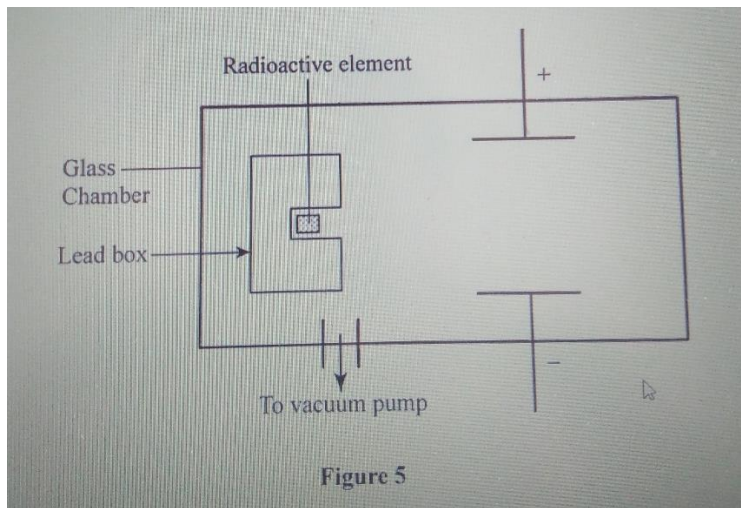 Radioactive element
+
Glass
Chamber
Lead box
−
To vacuum pump
Figure 5